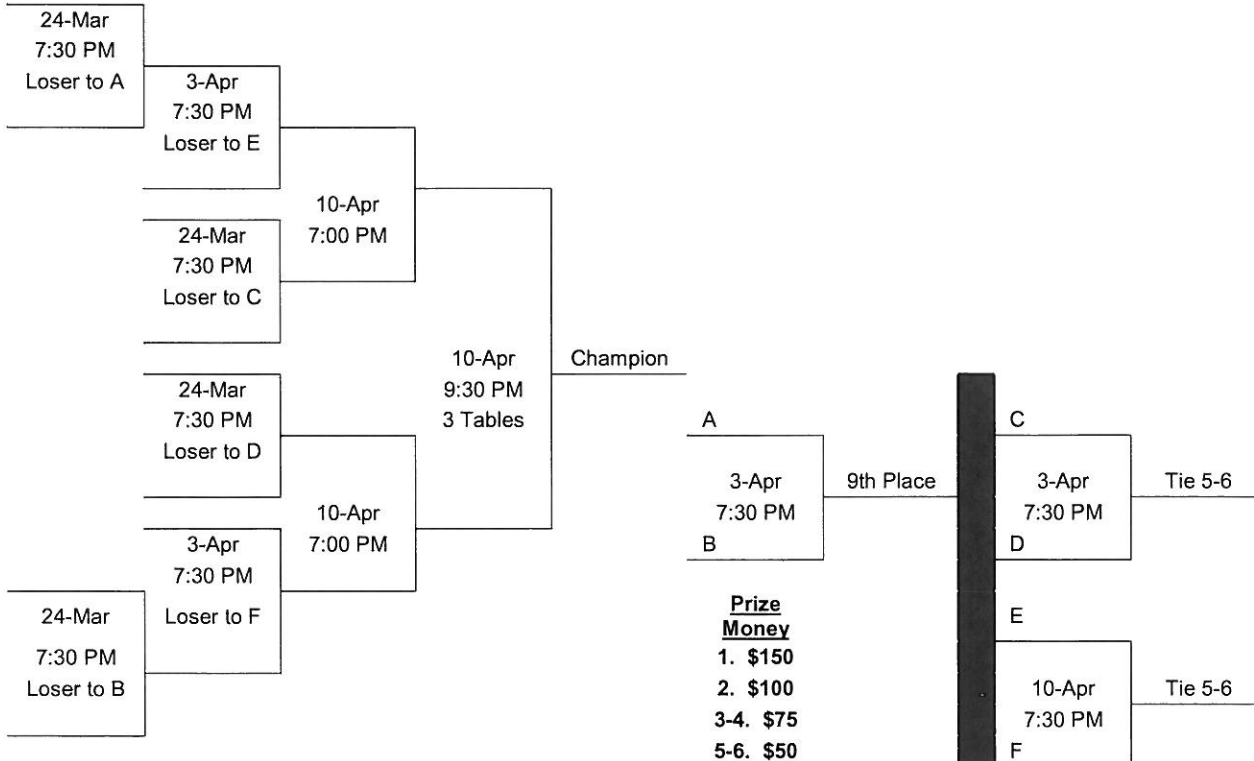 24-Mar
7:30 PM
Loser to A
3-Apr
7:30 PM
Loser to E
10-Apr
7:00 PM
24-Mar
7:30 PM
Loser to C
10-Apr
9:30 PM
3 Tables
Champion
24-Mar
7:30 PM
Loser to D
10-Apr
7:00 PM
3-Apr
7:30 PM
Loser to F
24-Mar
7:30 PM
Loser to B
A
3-Apr
7:30 PM
9th Place
B
Prize
Money
1. $150
2. $100
3-4. $75
5-6. $50
C
3-Apr
7:30 PM
Tie 5-6
D
E
10-Apr
7:30 PM
Tie 5-6
F